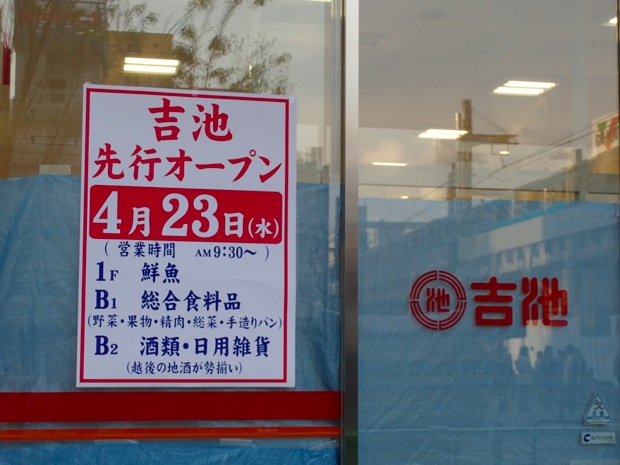 吉池
先行オープン
4月23日(水)
(営業時間 AM9:30〜)
1F 鮮魚
B1 総合食料品
(野菜・果物・精肉・総菜・手造りパン)
B2 酒類・日用雑貨
(越後の地酒が勢揃い)
池 吉池